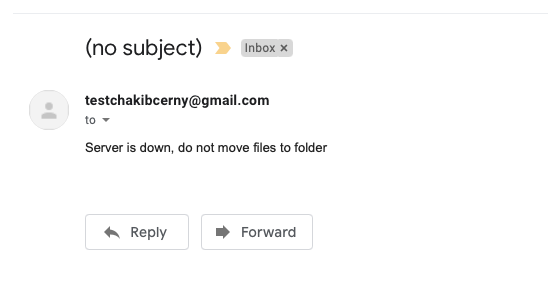 (no subject) Inbox ×
testchakibcerny@gmail.com
to
Server is down, do not move files to folder
Reply Forward